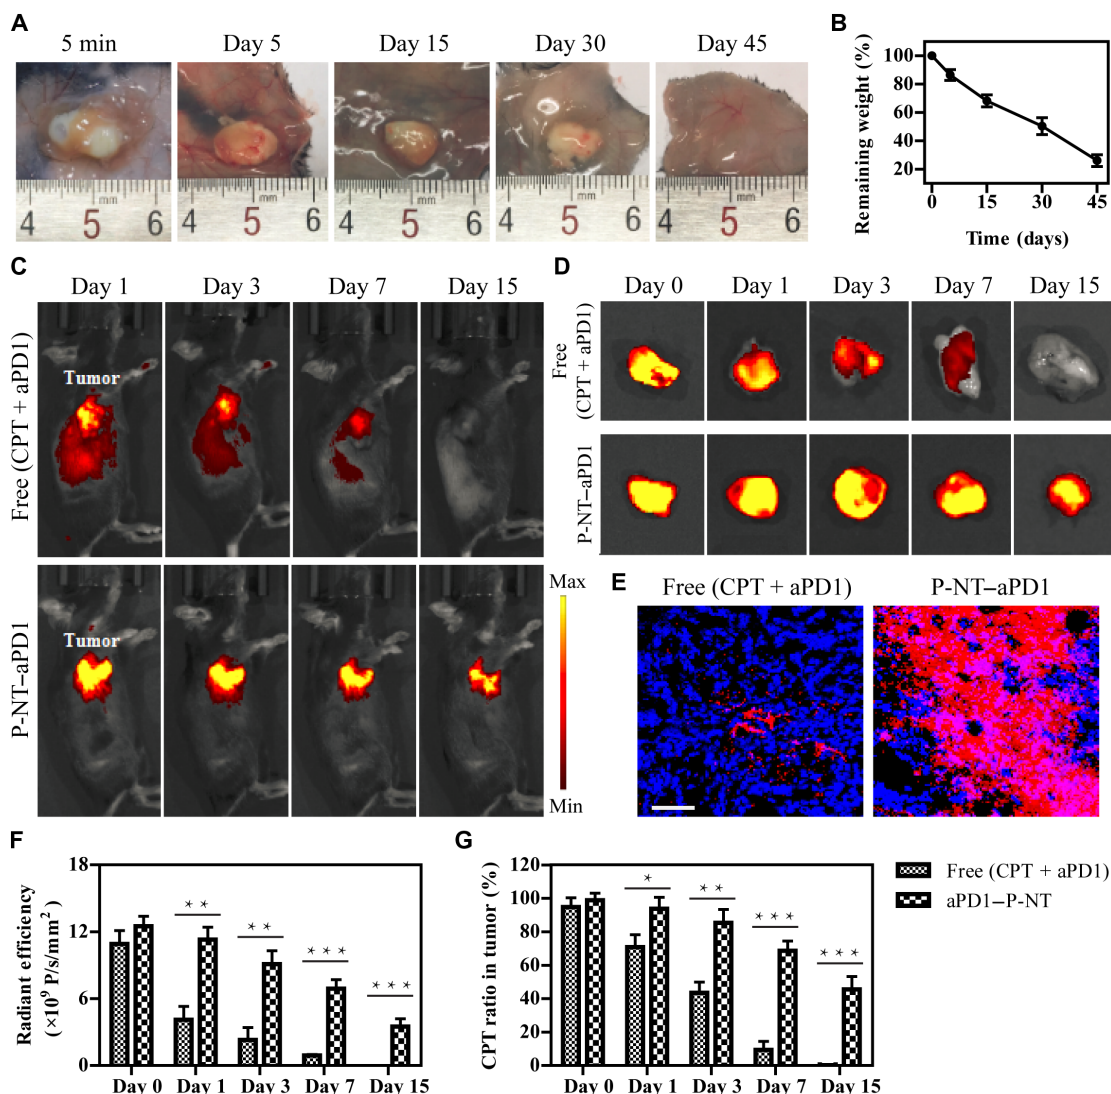 A
5 min
Day 5
Day 15
Day 30
Day 45
mm
4 5 6
mm
4 5 6
mm
4 5 6
mm
4 5 6
mm
4 5 6
B
Remaining weight (%)
100
80
60
40
20
0 15 30 45
Time (days)
C
Day 1
Day 3
Day 7
Day 15
Free (CPT + aPD1)
Tumor
P-NT–aPD1
Tumor
Max
Min
D
Day 0
Day 1
Day 3
Day 7
Day 15
Free
(CPT + aPD1)
P-NT–aPD1
E
Free (CPT + aPD1)
P-NT–aPD1
F
Radiant efficiency
(×10⁹ P/s/mm²)
18
12
6
0
* *
* *
* * *
* * *
Day 0 Day 1 Day 3 Day 7 Day 15
G
CPT ratio in tumor (%)
120
100
80
60
40
20
0
*
* *
* * *
* * *
Day 0 Day 1 Day 3 Day 7 Day 15
Free (CPT + aPD1)
aPD1–P-NT